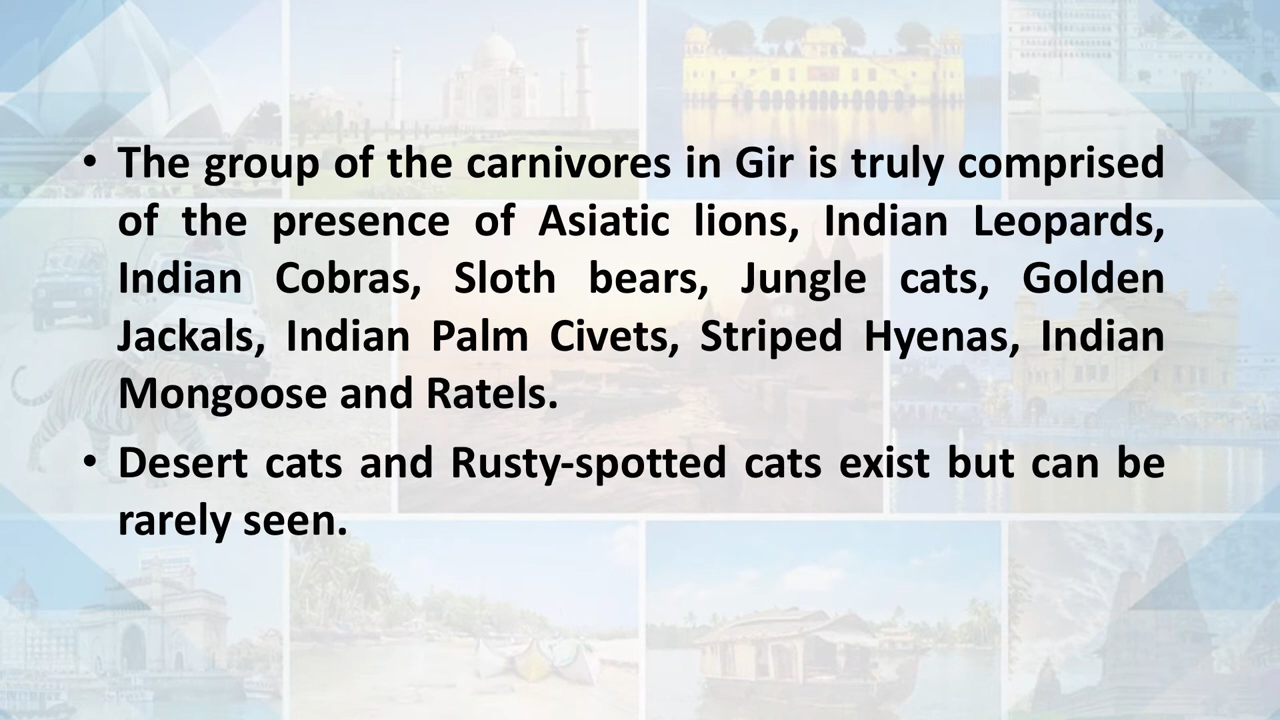 • The group of the carnivores in Gir is truly comprised
of the presence of Asiatic lions, Indian Leopards,
Indian Cobras, Sloth bears, Jungle cats, Golden
Jackals, Indian Palm Civets, Striped Hyenas, Indian
Mongoose and Ratels.
• Desert cats and Rusty-spotted cats exist but can be
rarely seen.